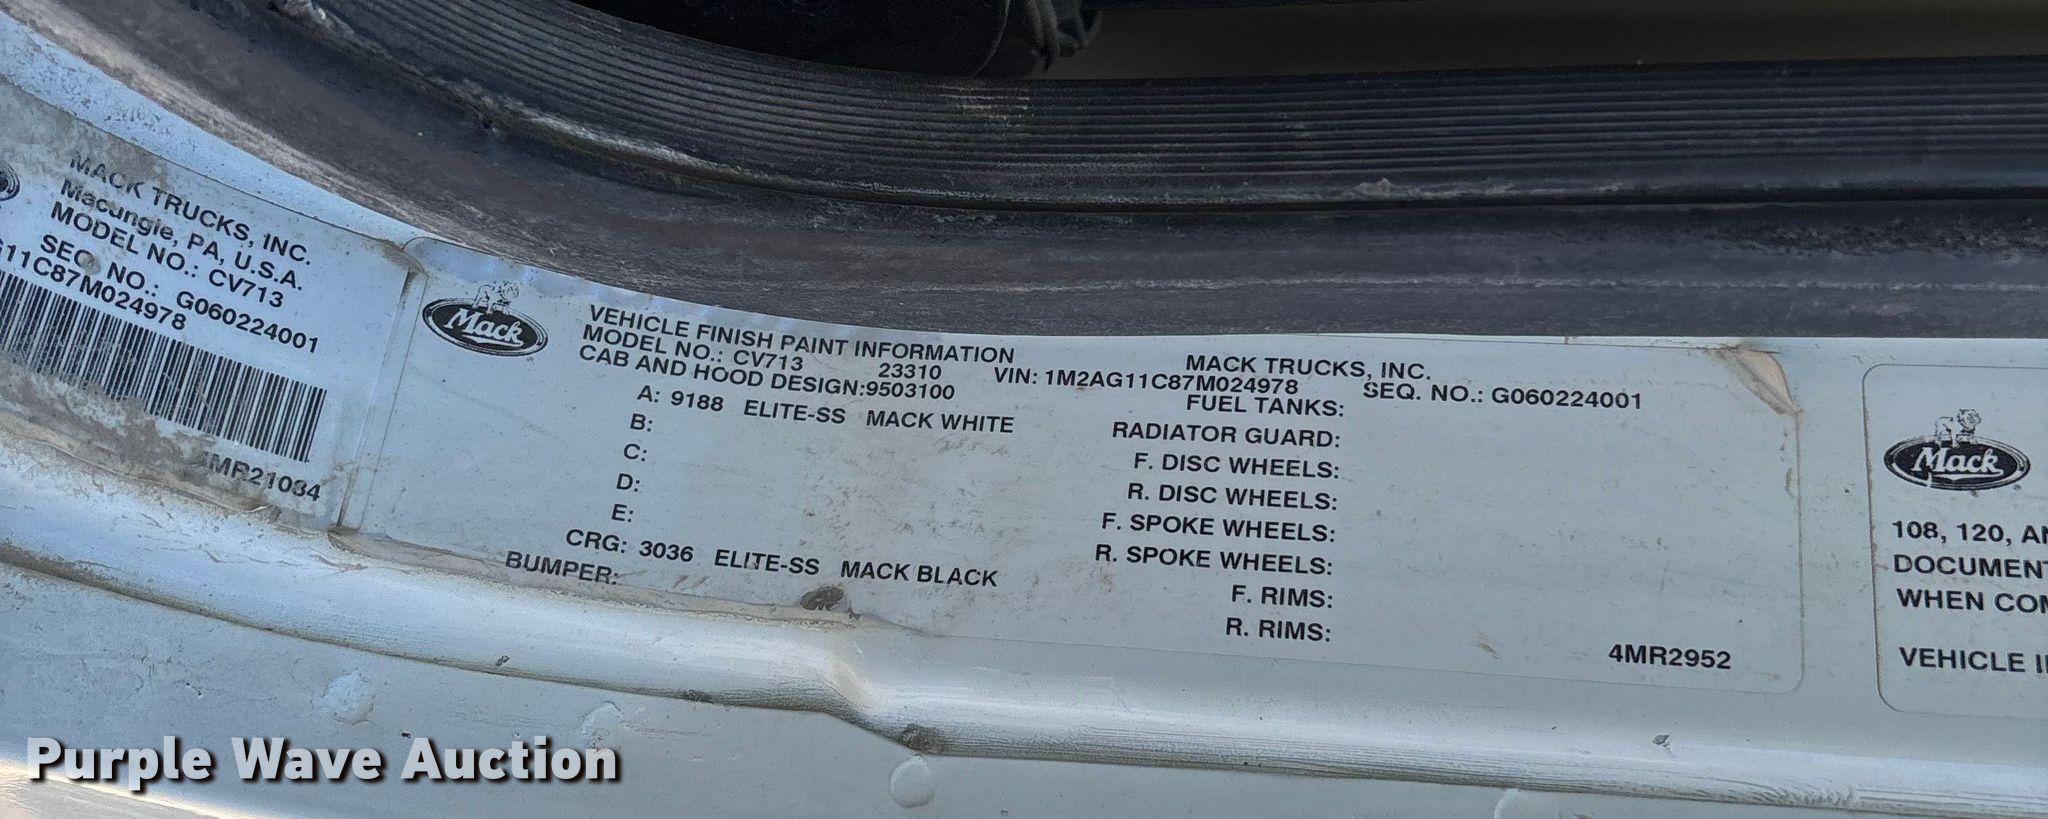 MACK TRUCKS, INC.
Macungie, PA, U.S.A.
MODEL NO.: CV713
SEQ NO.: G060224001
G11C87M024978
4MR21034
Mack
VEHICLE FINISH PAINT INFORMATION
MODEL NO.: CV713 23310
CAB AND HOOD DESIGN:9503100
A: 9188 ELITE-SS MACK WHITE
B:
C:
D:
E:
CRG: 3036 ELITE-SS MACK BLACK
BUMPER:
MACK TRUCKS, INC.
VIN: 1M2AG11C87M024978 SEQ. NO.: G060224001
FUEL TANKS:
RADIATOR GUARD:
F. DISC WHEELS:
R. DISC WHEELS:
F. SPOKE WHEELS:
R. SPOKE WHEELS:
F. RIMS:
R. RIMS:
4MR2952
Mack
108, 120, AN
DOCUMENT
WHEN COM
VEHICLE I
Purple Wave Auction